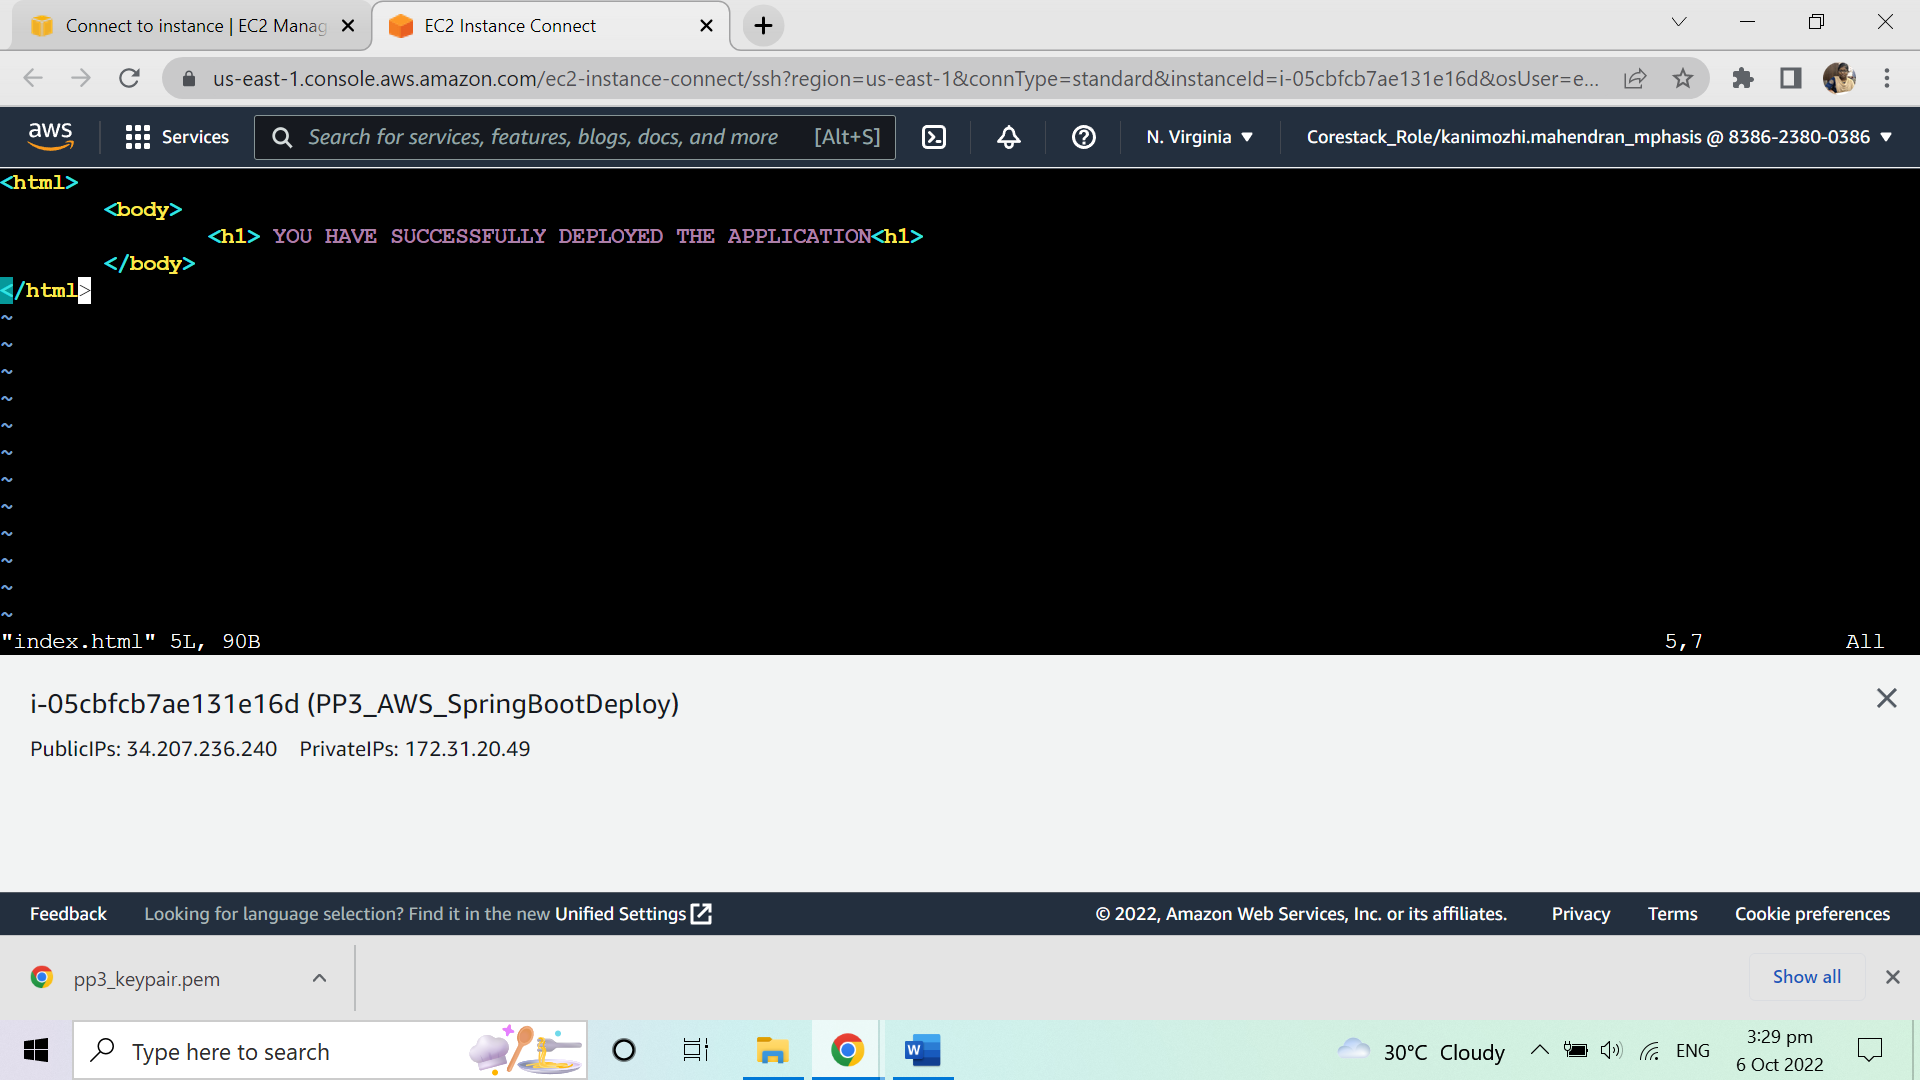 Connect to instance | EC2 Manag
EC2 Instance Connect
us-east-1.console.aws.amazon.com/ec2-instance-connect/ssh?region=us-east-1&connType=standard&instanceId=i-05cbfcb7ae131e16d&osUser=e...
aws
Services
Search for services, features, blogs, docs, and more [Alt+S]
N. Virginia
Corestack_Role/kanimozhi.mahendran_mphasis @ 8386-2380-0386
<html>
<body>
<h1> YOU HAVE SUCCESSFULLY DEPLOYED THE APPLICATION<h1>
</body>
</html>
~
~
~
~
~
~
~
~
~
~
~
~
"index.html" 5L, 90B 5,7 All
i-05cbfcb7ae131e16d (PP3_AWS_SpringBootDeploy)
PublicIPs: 34.207.236.240 PrivateIPs: 172.31.20.49
Feedback Looking for language selection? Find it in the new Unified Settings © 2022, Amazon Web Services, Inc. or its affiliates. Privacy Terms Cookie preferences
pp3_keypair.pem
Show all
Type here to search
W
30°C Cloudy
ENG
3:29 pm
6 Oct 2022